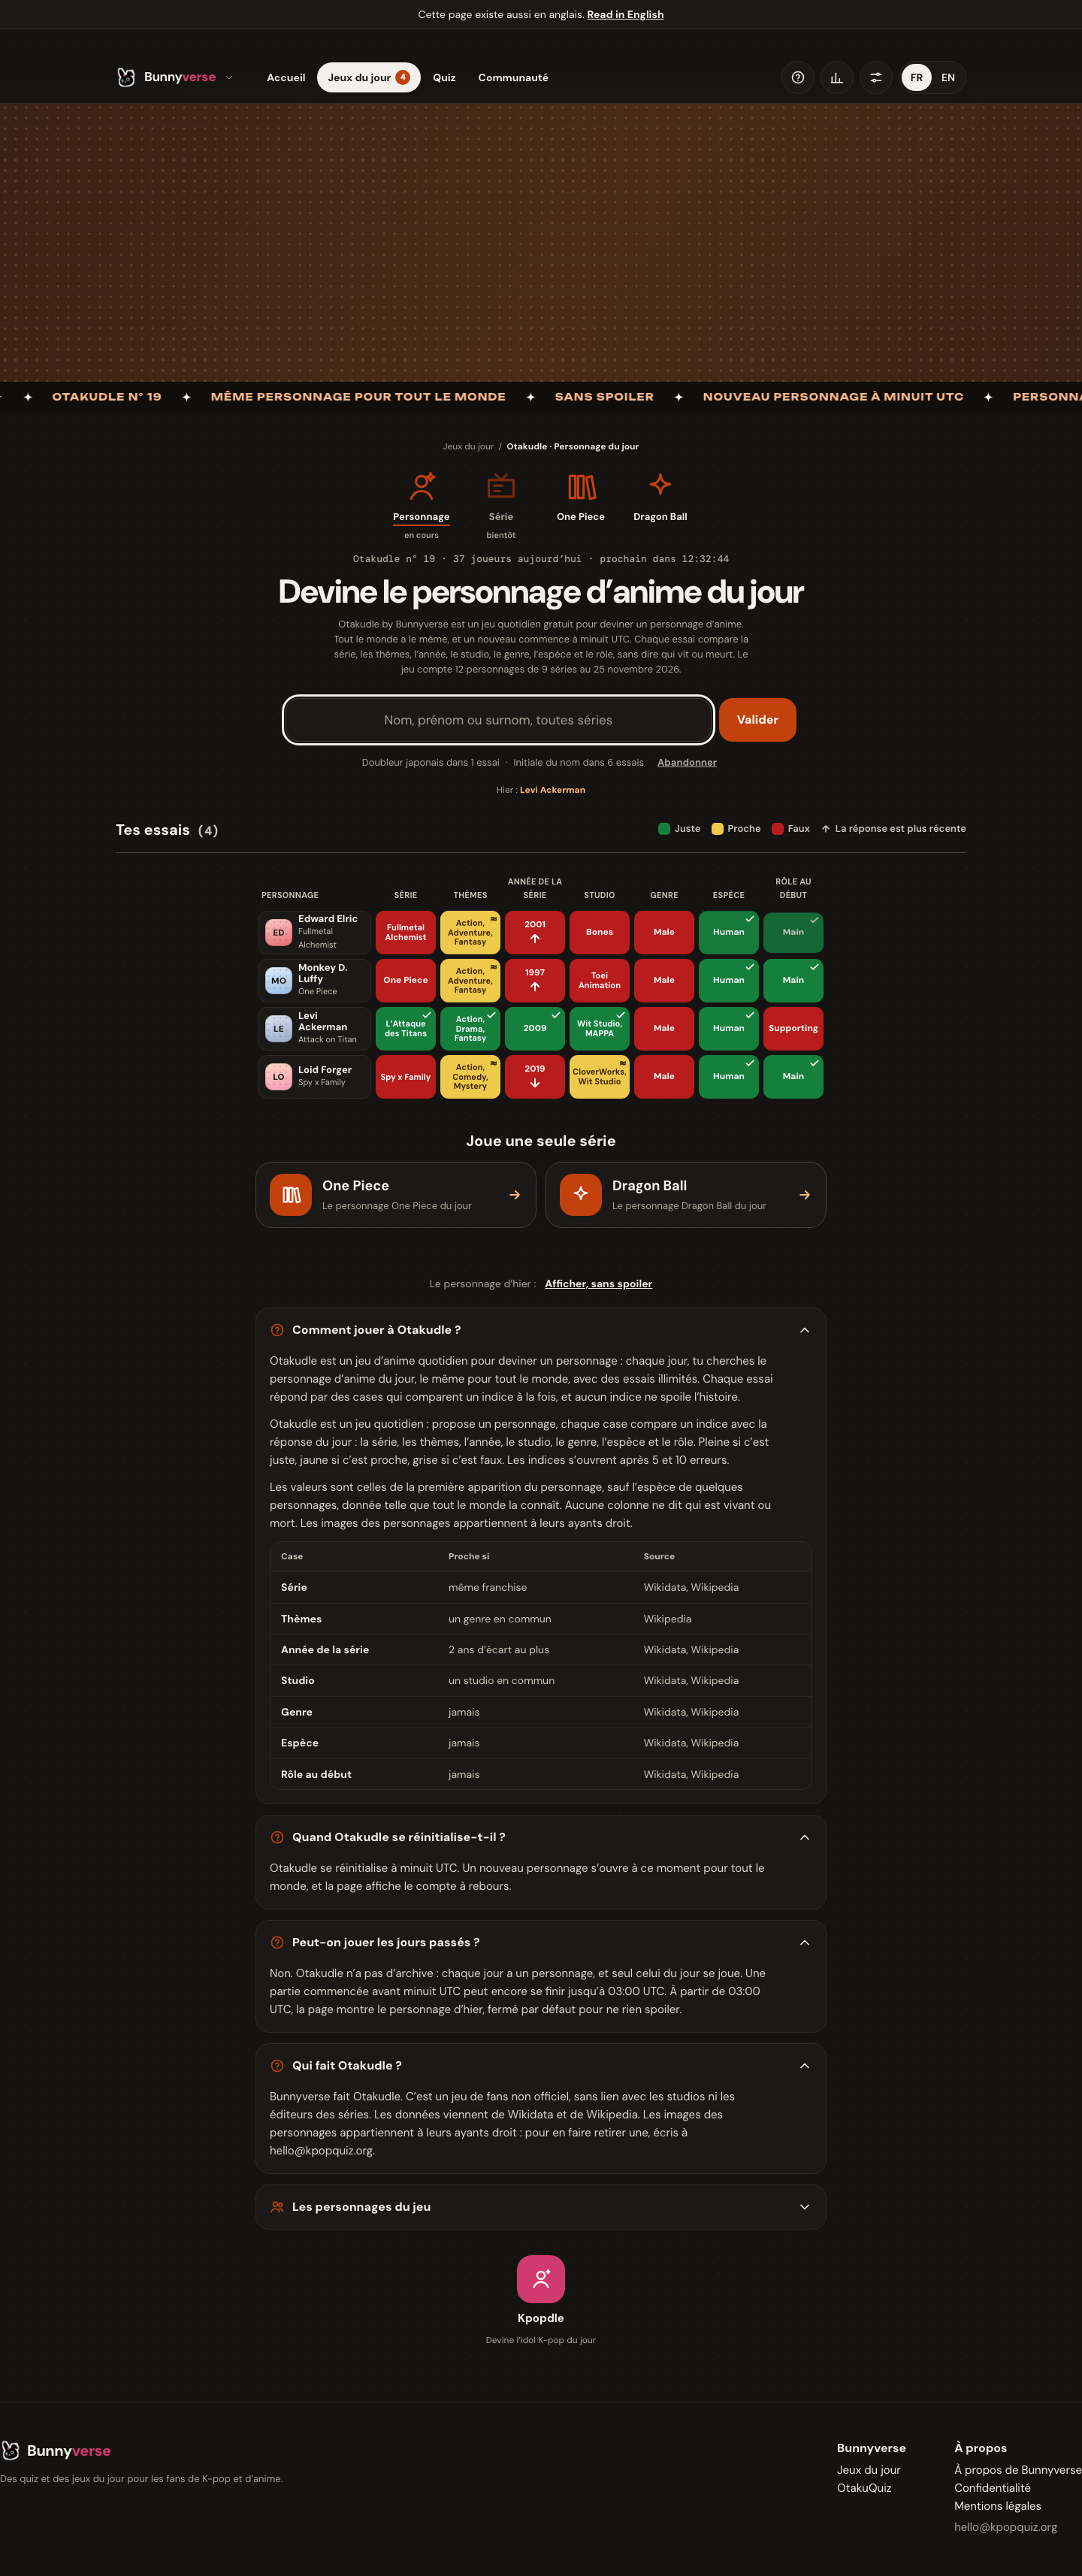 Cette page existe aussi en anglais. Read in English
Bunnyverse
Accueil
Jeux du jour 4
Quiz
Communauté
FR
EN
OTAKUDLE N° 19 ✦ MÊME PERSONNAGE POUR TOUT LE MONDE ✦ SANS SPOILER ✦ NOUVEAU PERSONNAGE À MINUIT UTC ✦
Jeux du jour / Otakudle · Personnage du jour
Personnage
en cours
Série
bientôt
One Piece
Dragon Ball
Otakudle n° 19 · 37 joueurs aujourd’hui · prochain dans 12:32:44
Devine le personnage d’anime du jour
Otakudle by Bunnyverse est un jeu quotidien gratuit pour deviner un personnage d’anime.
Tout le monde a le même, et un nouveau commence à minuit UTC. Chaque essai compare la
série, les thèmes, l’année, le studio, le genre, l’espèce et le rôle, sans dire qui vit ou meurt. Le
jeu compte 12 personnages de 9 séries au 25 novembre 2026.
Nom, prénom ou surnom, toutes séries
Valider
Doubleur japonais dans 1 essai · Initiale du nom dans 6 essais Abandonner
Hier : Levi Ackerman
Tes essais (4)
Juste
Proche
Faux
↑ La réponse est plus récente
PERSONNAGE
SÉRIE
THÈMES
ANNÉE DE LA
SÉRIE
STUDIO
GENRE
ESPÈCE
RÔLE AU
DÉBUT
ED
Edward Elric
Fullmetal
Alchemist
Fullmetal
Alchemist
Action,
Adventure,
Fantasy
≈
2001
↑
Bones
Male
Human
Main
MO
Monkey D.
Luffy
One Piece
One Piece
Action,
Adventure,
Fantasy
≈
1997
↑
Toei
Animation
Male
Human
Main
LE
Levi
Ackerman
Attack on Titan
L’Attaque
des Titans
Action,
Drama,
Fantasy
2009
Wit Studio,
MAPPA
Male
Human
Supporting
LO
Loid Forger
Spy x Family
Spy x Family
Action,
Comedy,
Mystery
≈
2019
↓
CloverWorks,
Wit Studio
≈
Male
Human
Main
Joue une seule série
One Piece
Le personnage One Piece du jour
Dragon Ball
Le personnage Dragon Ball du jour
Le personnage d’hier : Afficher, sans spoiler
Comment jouer à Otakudle ?
Otakudle est un jeu d’anime quotidien pour deviner un personnage : chaque jour, tu cherches le
personnage d’anime du jour, le même pour tout le monde, avec des essais illimités. Chaque essai
répond par des cases qui comparent un indice à la fois, et aucun indice ne spoile l’histoire.
Otakudle est un jeu quotidien : propose un personnage, chaque case compare un indice avec la
réponse du jour : la série, les thèmes, l’année, le studio, le genre, l’espèce et le rôle. Pleine si c’est
juste, jaune si c’est proche, grise si c’est faux. Les indices s’ouvrent après 5 et 10 erreurs.
Les valeurs sont celles de la première apparition du personnage, sauf l’espèce de quelques
personnages, donnée telle que tout le monde la connaît. Aucune colonne ne dit qui est vivant ou
mort. Les images des personnages appartiennent à leurs ayants droit.
Case Proche si Source
Série même franchise Wikidata, Wikipedia
Thèmes un genre en commun Wikipedia
Année de la série 2 ans d’écart au plus Wikidata, Wikipedia
Studio un studio en commun Wikidata, Wikipedia
Genre jamais Wikidata, Wikipedia
Espèce jamais Wikidata, Wikipedia
Rôle au début jamais Wikidata, Wikipedia
Quand Otakudle se réinitialise-t-il ?
Otakudle se réinitialise à minuit UTC. Un nouveau personnage s’ouvre à ce moment pour tout le
monde, et la page affiche le compte à rebours.
Peut-on jouer les jours passés ?
Non. Otakudle n’a pas d’archive : chaque jour a un personnage, et seul celui du jour se joue. Une
partie commencée avant minuit UTC peut encore se finir jusqu’à 03:00 UTC. À partir de 03:00
UTC, la page montre le personnage d’hier, fermé par défaut pour ne rien spoiler.
Qui fait Otakudle ?
Bunnyverse fait Otakudle. C’est un jeu de fans non officiel, sans lien avec les studios ni les
éditeurs des séries. Les données viennent de Wikidata et de Wikipedia. Les images des
personnages appartiennent à leurs ayants droit : pour en faire retirer une, écris à
hello@kpopquiz.org.
Les personnages du jeu
Kpopdle
Devine l’idol K-pop du jour
Bunnyverse
Des quiz et des jeux du jour pour les fans de K-pop et d’anime.
Bunnyverse
Jeux du jour
OtakuQuiz
À propos
À propos de Bunnyverse
Confidentialité
Mentions légales
hello@kpopquiz.org